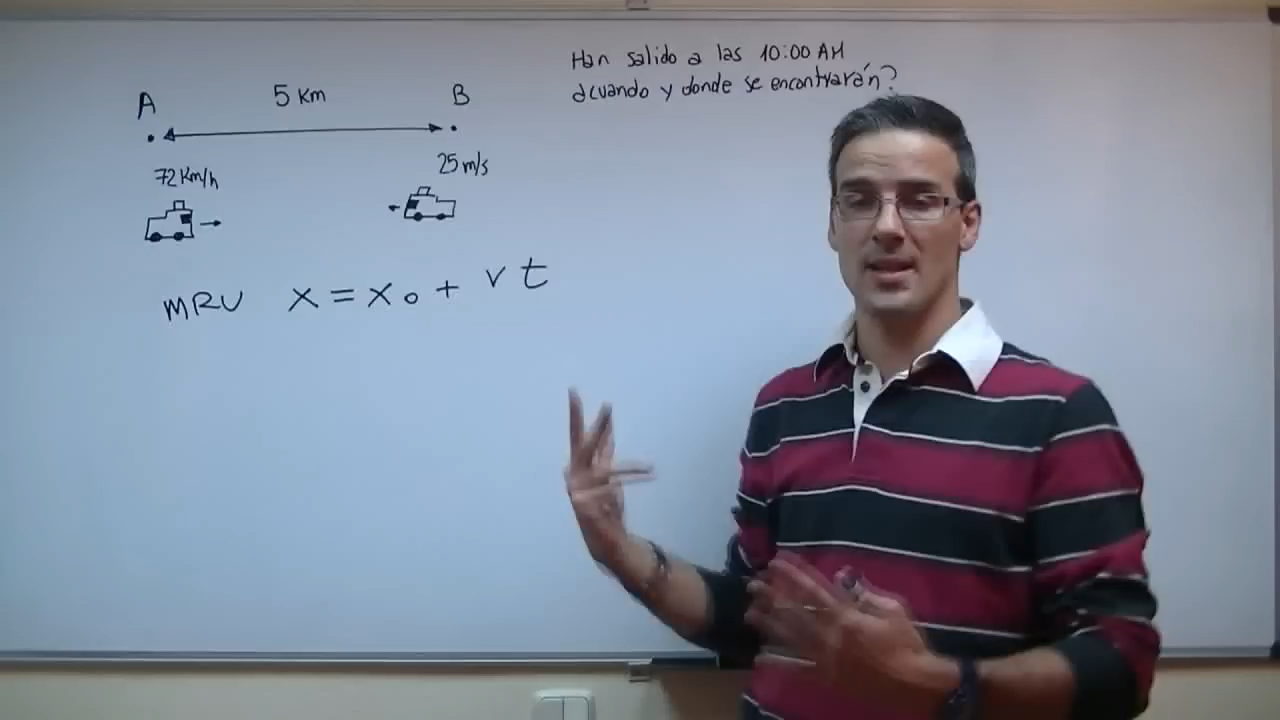 Han salido a las 10:00 AM
¿cuando y donde se encontrarán?
A 5 Km B
72 Km/h 25 m/s
MRU x = x₀ + v t